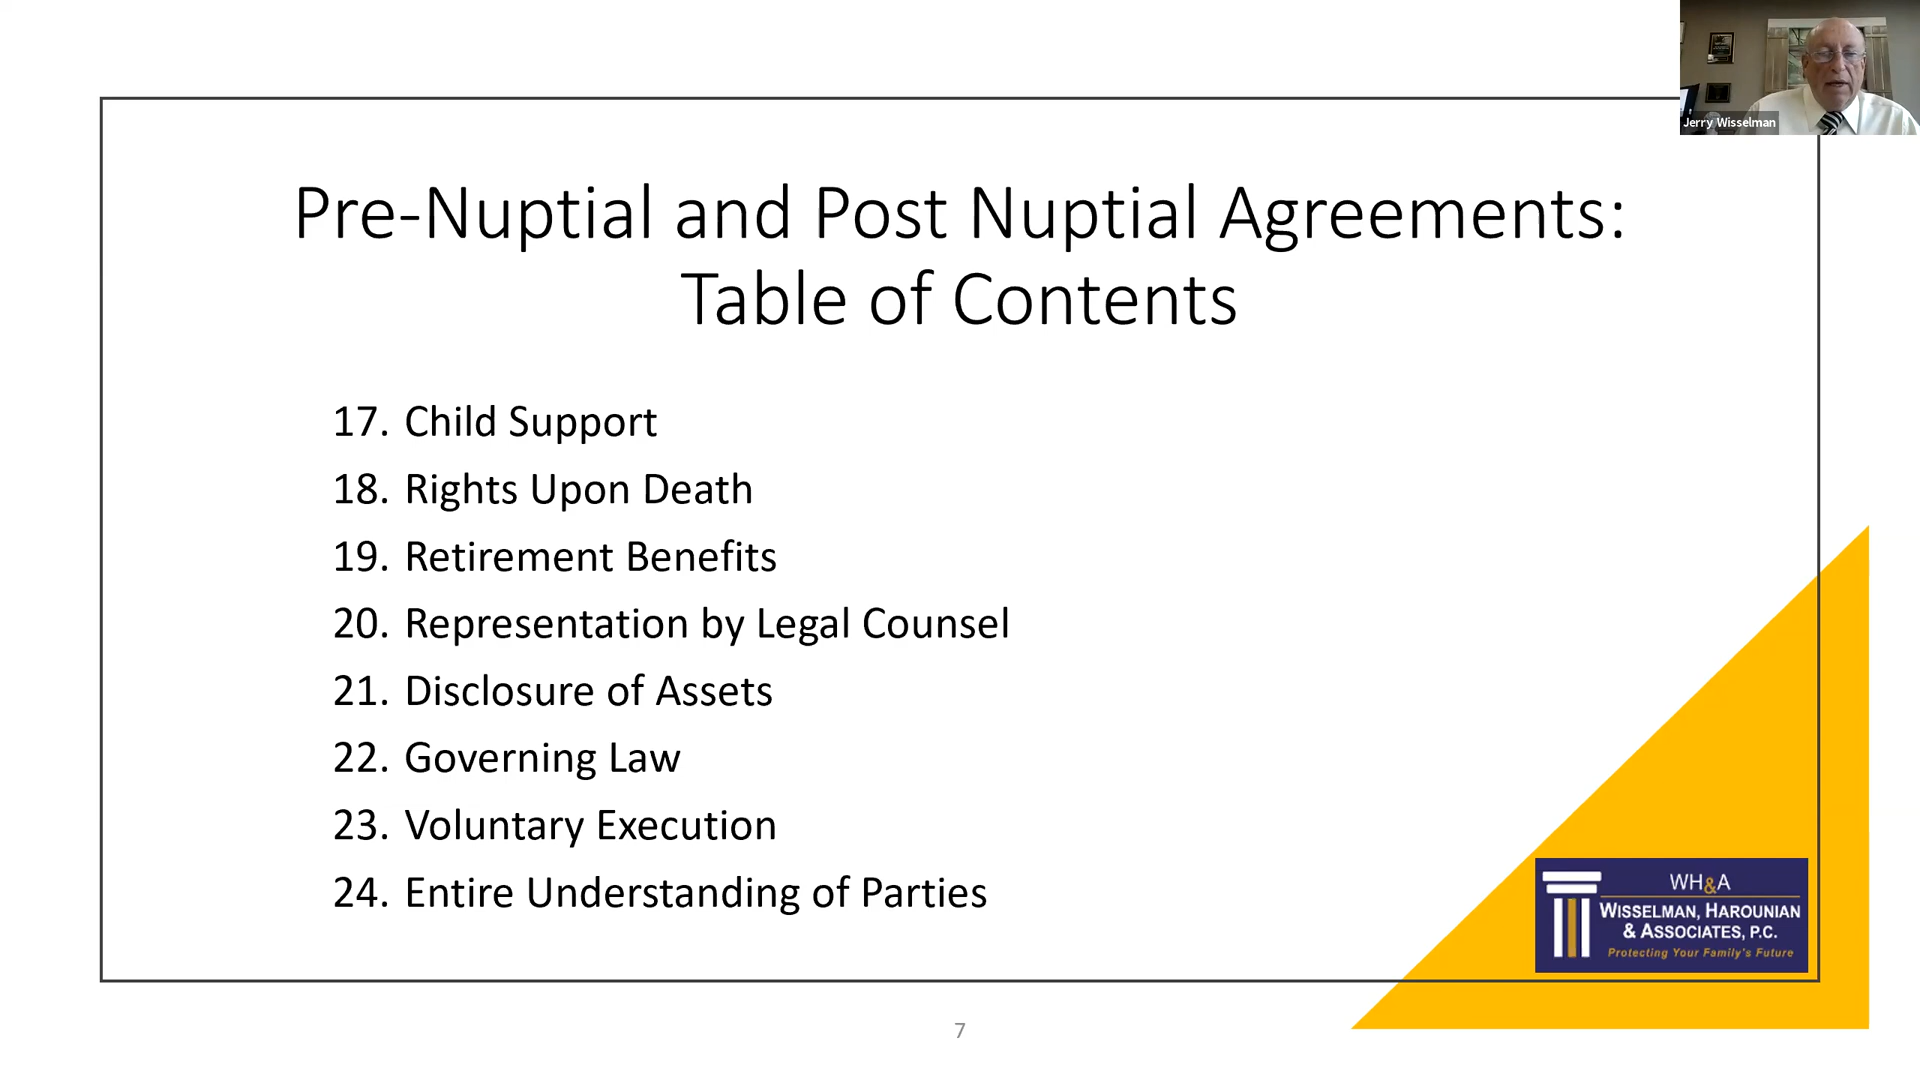 Jerry Wisselman
Pre-Nuptial and Post Nuptial Agreements:
Table of Contents
17. Child Support
18. Rights Upon Death
19. Retirement Benefits
20. Representation by Legal Counsel
21. Disclosure of Assets
22. Governing Law
23. Voluntary Execution
24. Entire Understanding of Parties
WH&A
WISSELMAN, HAROUNIAN
& ASSOCIATES, P.C.
Protecting Your Family's Future
7